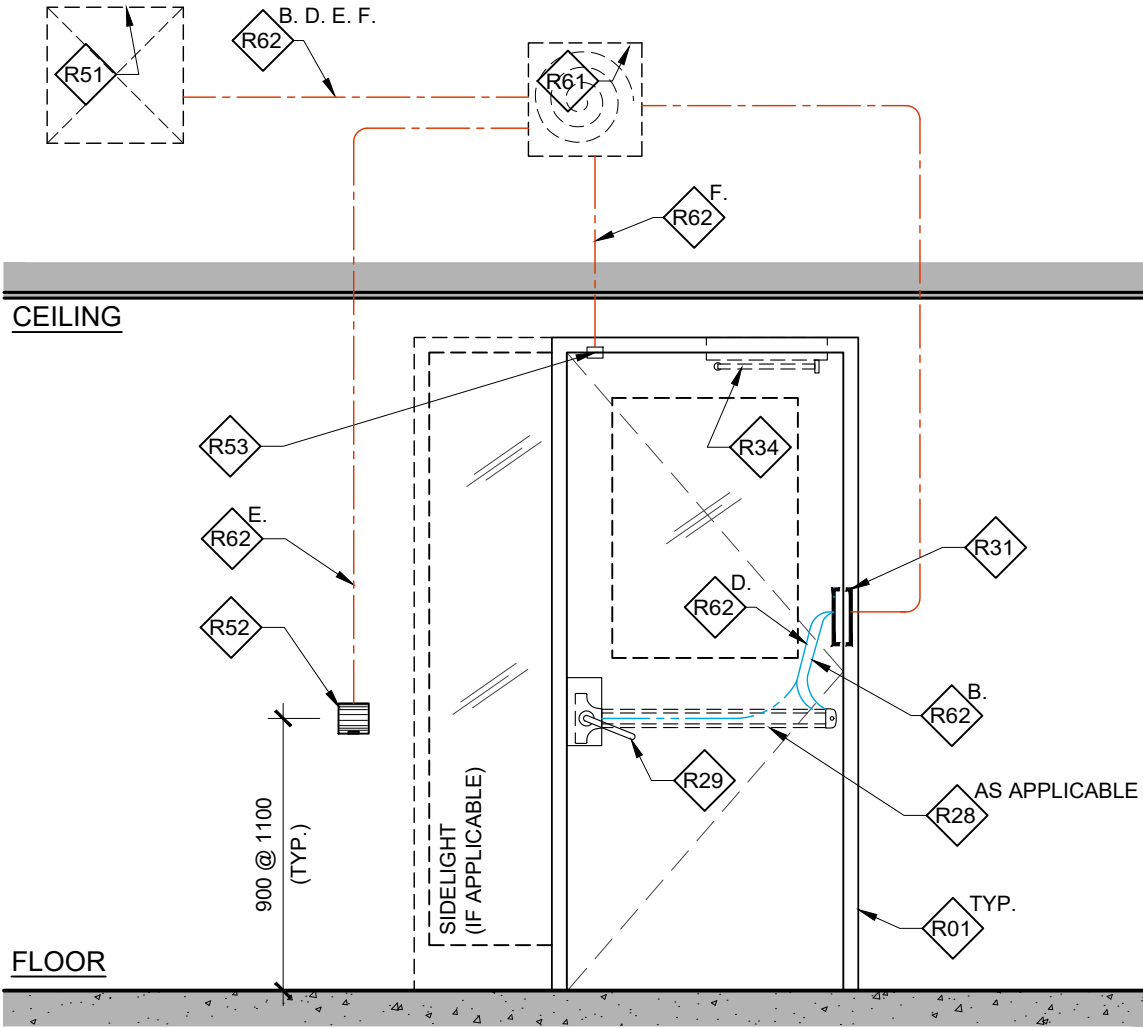 B. D. E. F.
R62
R51
R61
F.
R62
CEILING
R53
R34
E.
R62
R31
D.
R62
R52
B.
R62
R29
AS APPLICABLE
R28
900 @ 1100
(TYP.)
SIDELIGHT
(IF APPLICABLE)
TYP.
R01
FLOOR